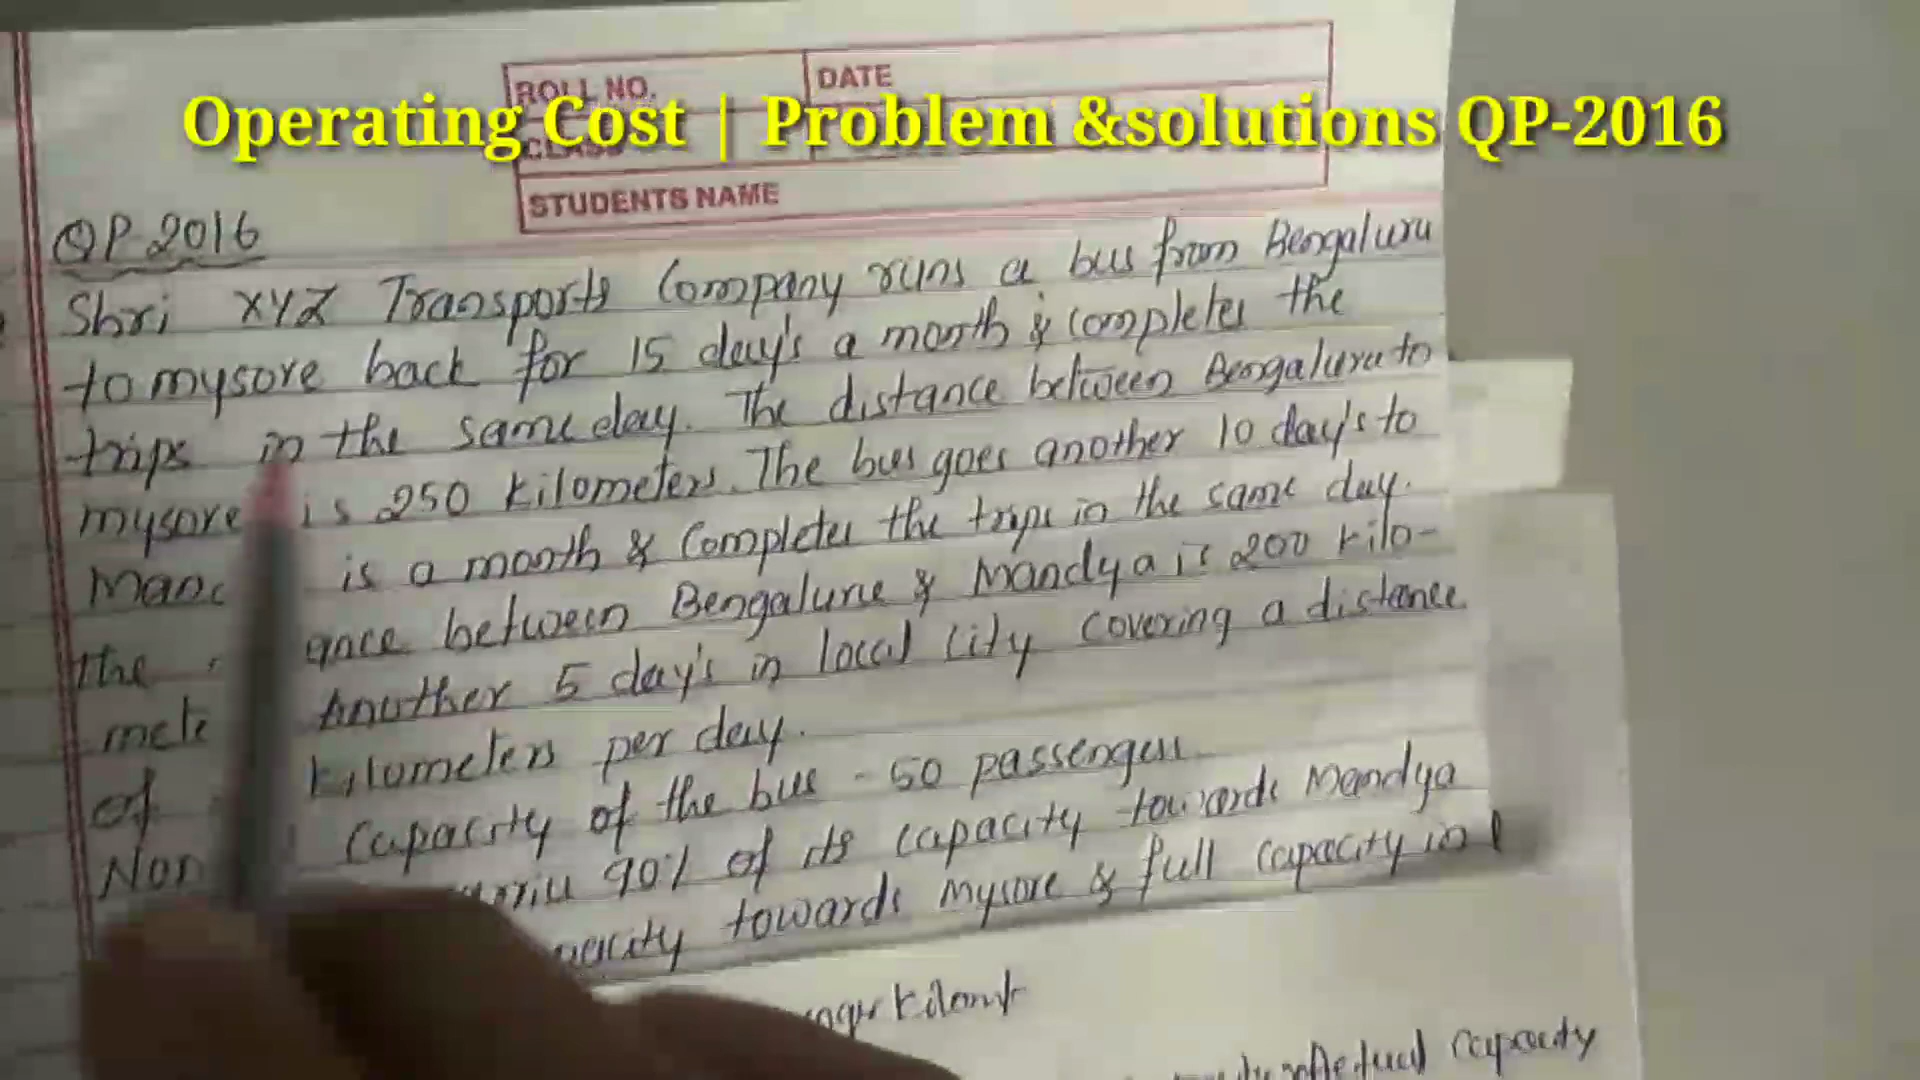 ROLL NO.
DATE
Operating Cost | Problem &solutions QP-2016
CLASS
STUDENTS NAME
QP-2016
Shri XYZ Transports Company runs a bus from Bengaluru
to mysore back for 15 day's a month & completes the
trips in the same day. The distance between Bengaluru to
mysore is 250 kilometers. The bus goes another 10 day's to
is a month & completes the trips in the same day.
the ance between Bengalure & Mandya is 200 kilo-
mete Another 5 day's in local city covering a distance
of kilometers per day.
Nor capacity of the bus - 50 passengers
90% of its capacity towards Mandya
towards mysore & full capacity in
capacity